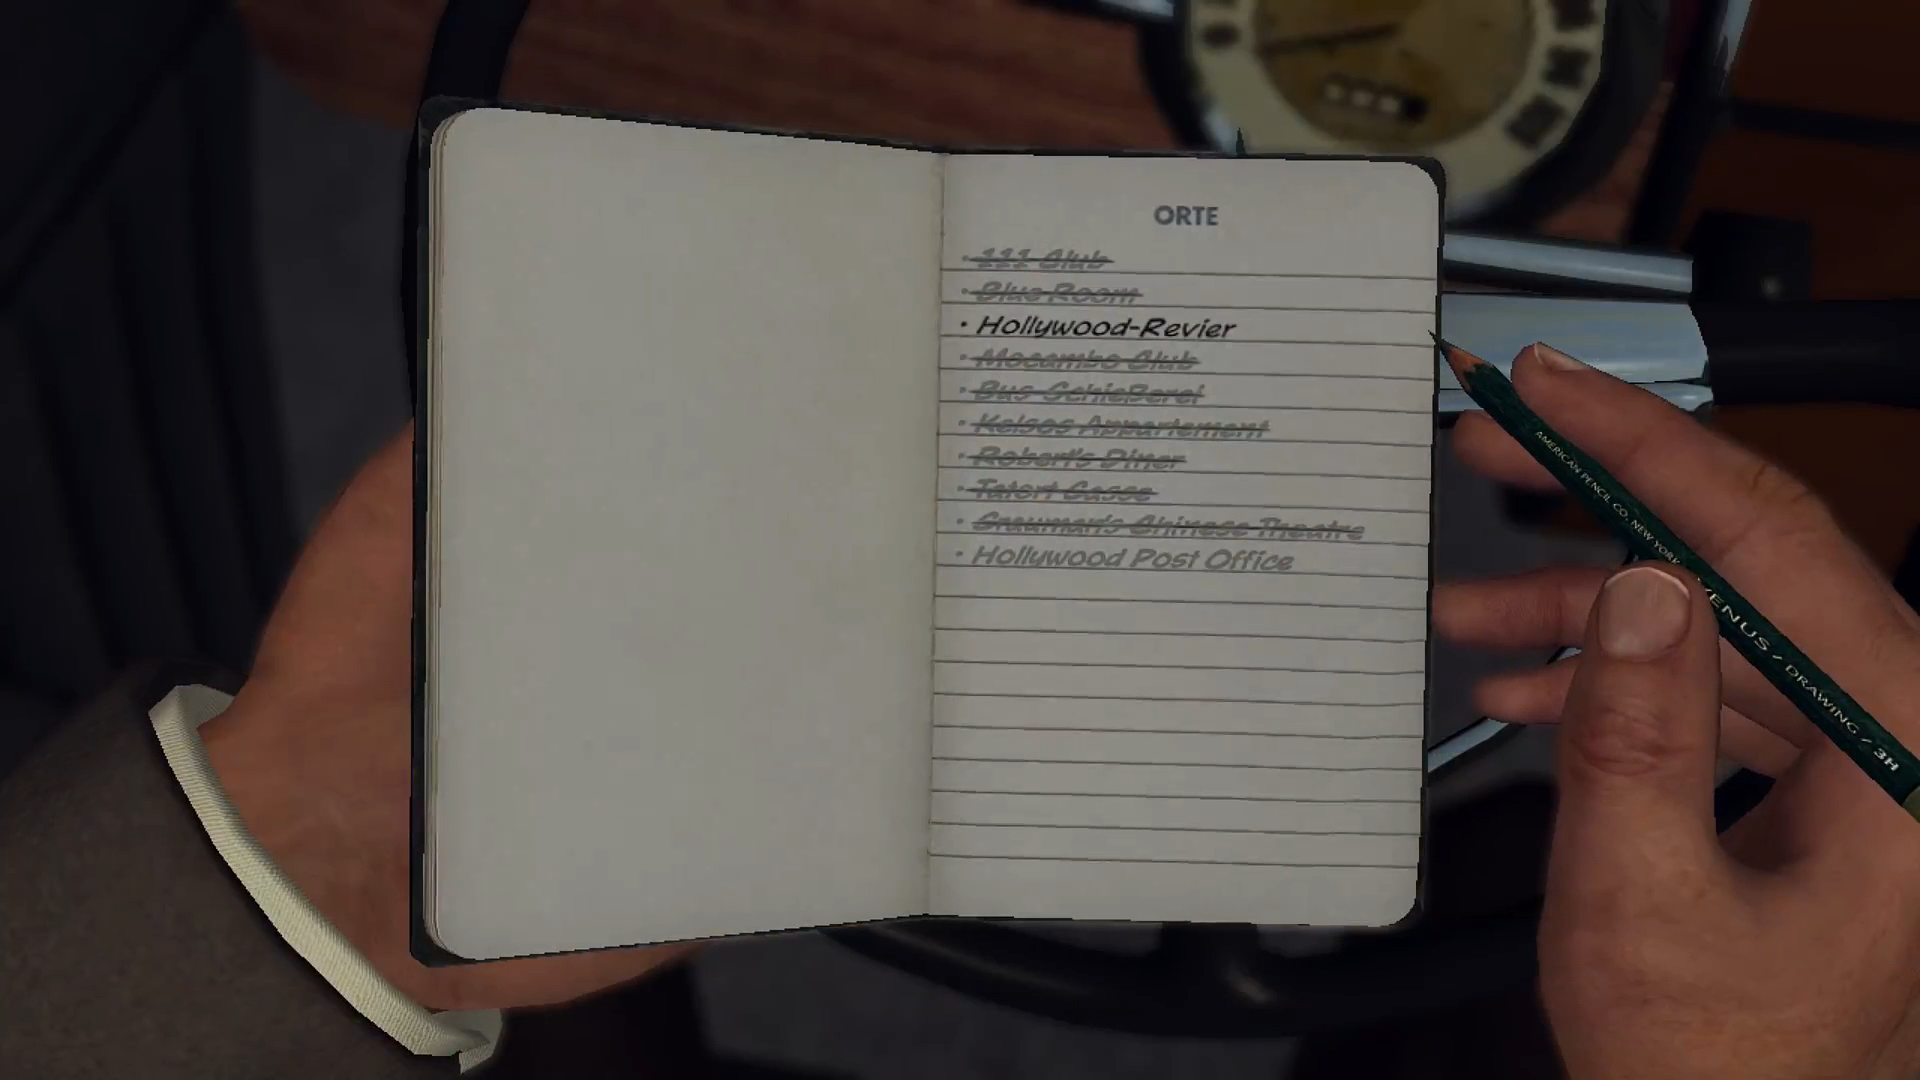 ORTE
· 111 Club
· Blue Room
· Hollywood-Revier
· Mocambo Club
· Bus Schießerei
· Kelsos Appartement
· Robert's Diner
· Tatort Gasse
· Grauman's Chinese Theatre
· Hollywood Post Office
AMERICAN PENCIL CO. NEW YORK VENUS / DRAWING / 3H